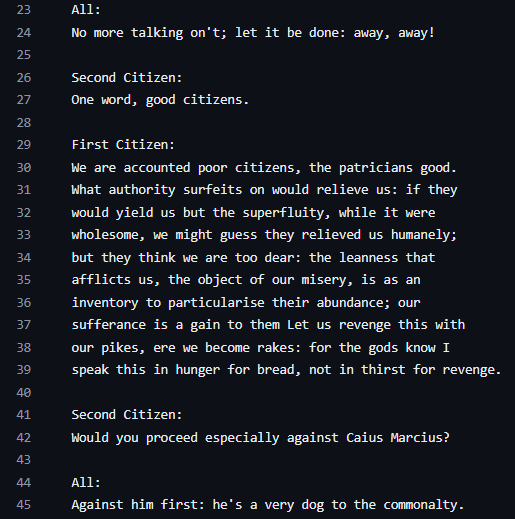 23 All:
24 No more talking on't; let it be done: away, away!
25
26 Second Citizen:
27 One word, good citizens.
28
29 First Citizen:
30 We are accounted poor citizens, the patricians good.
31 What authority surfeits on would relieve us: if they
32 would yield us but the superfluity, while it were
33 wholesome, we might guess they relieved us humanely;
34 but they think we are too dear: the leanness that
35 afflicts us, the object of our misery, is as an
36 inventory to particularise their abundance; our
37 sufferance is a gain to them Let us revenge this with
38 our pikes, ere we become rakes: for the gods know I
39 speak this in hunger for bread, not in thirst for revenge.
40
41 Second Citizen:
42 Would you proceed especially against Caius Marcius?
43
44 All:
45 Against him first: he's a very dog to the commonalty.